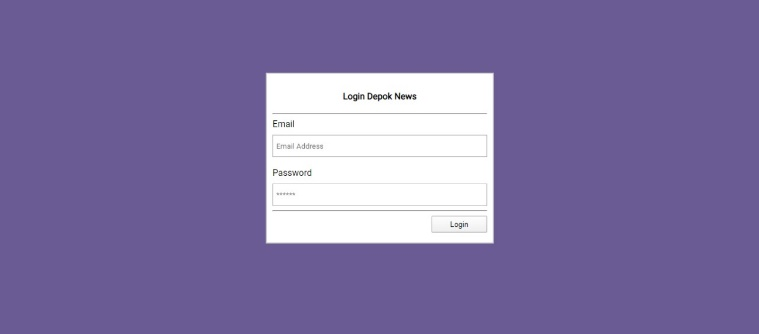 Login Depok News
Email
Email Address
Password
******
Login